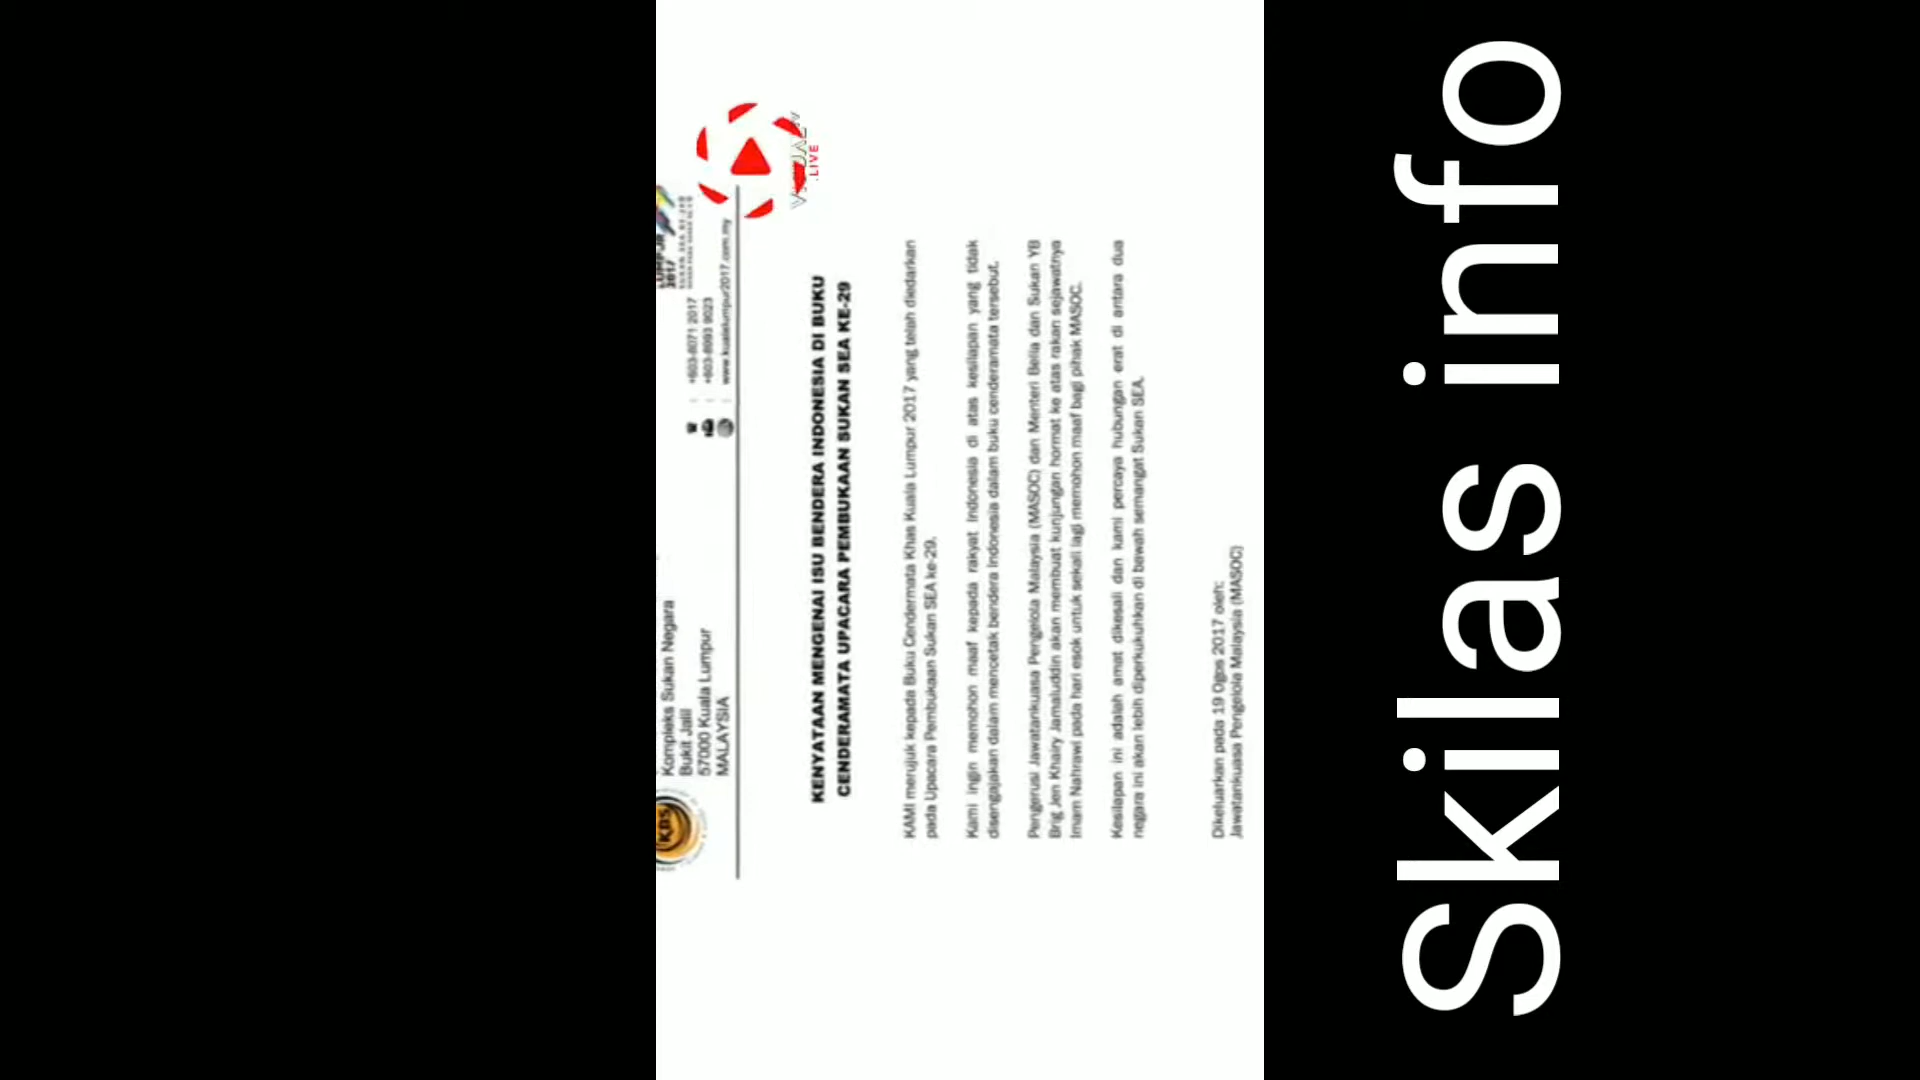 Kompleks Sukan Negara
Bukit Jalil
57000 Kuala Lumpur
MALAYSIA
KBS
LUMPUR
2017
: +603-8071 2017
: +603-8993 9023
: www.kualalumpur2017.com.my
.LIVE
KENYATAAN MENGENAI ISU BENDERA INDONESIA DI BUKU
CENDERAMATA UPACARA PEMBUKAAN SUKAN SEA KE-29
KAMI merujuk kepada Buku Cendermata Khas Kuala Lumpur 2017 yang telah diedarkan
pada Upacara Pembukaan Sukan SEA ke-29.
Kami ingin memohon maaf kepada rakyat Indonesia di atas kesilapan yang tidak
disengajakan dalam mencetak bendera Indonesia dalam buku cenderamata tersebut.
Pengerusi Jawatankuasa Pengelola Malaysia (MASOC) dan Menteri Belia dan Sukan YB
Brig Jen Khairy Jamaluddin akan membuat kunjungan hormat ke atas rakan sejawatnya
Imam Nahrawi pada hari esok untuk sekali lagi memohon maaf bagi pihak MASOC.
Kesilapan ini adalah amat dikesali dan kami percaya hubungan erat di antara dua
negara ini akan lebih diperkukuhkan di bawah semangat Sukan SEA.
Dikeluarkan pada 19 Ogos 2017 oleh:
Jawatankuasa Pengelola Malaysia (MASOC)
Skilas info